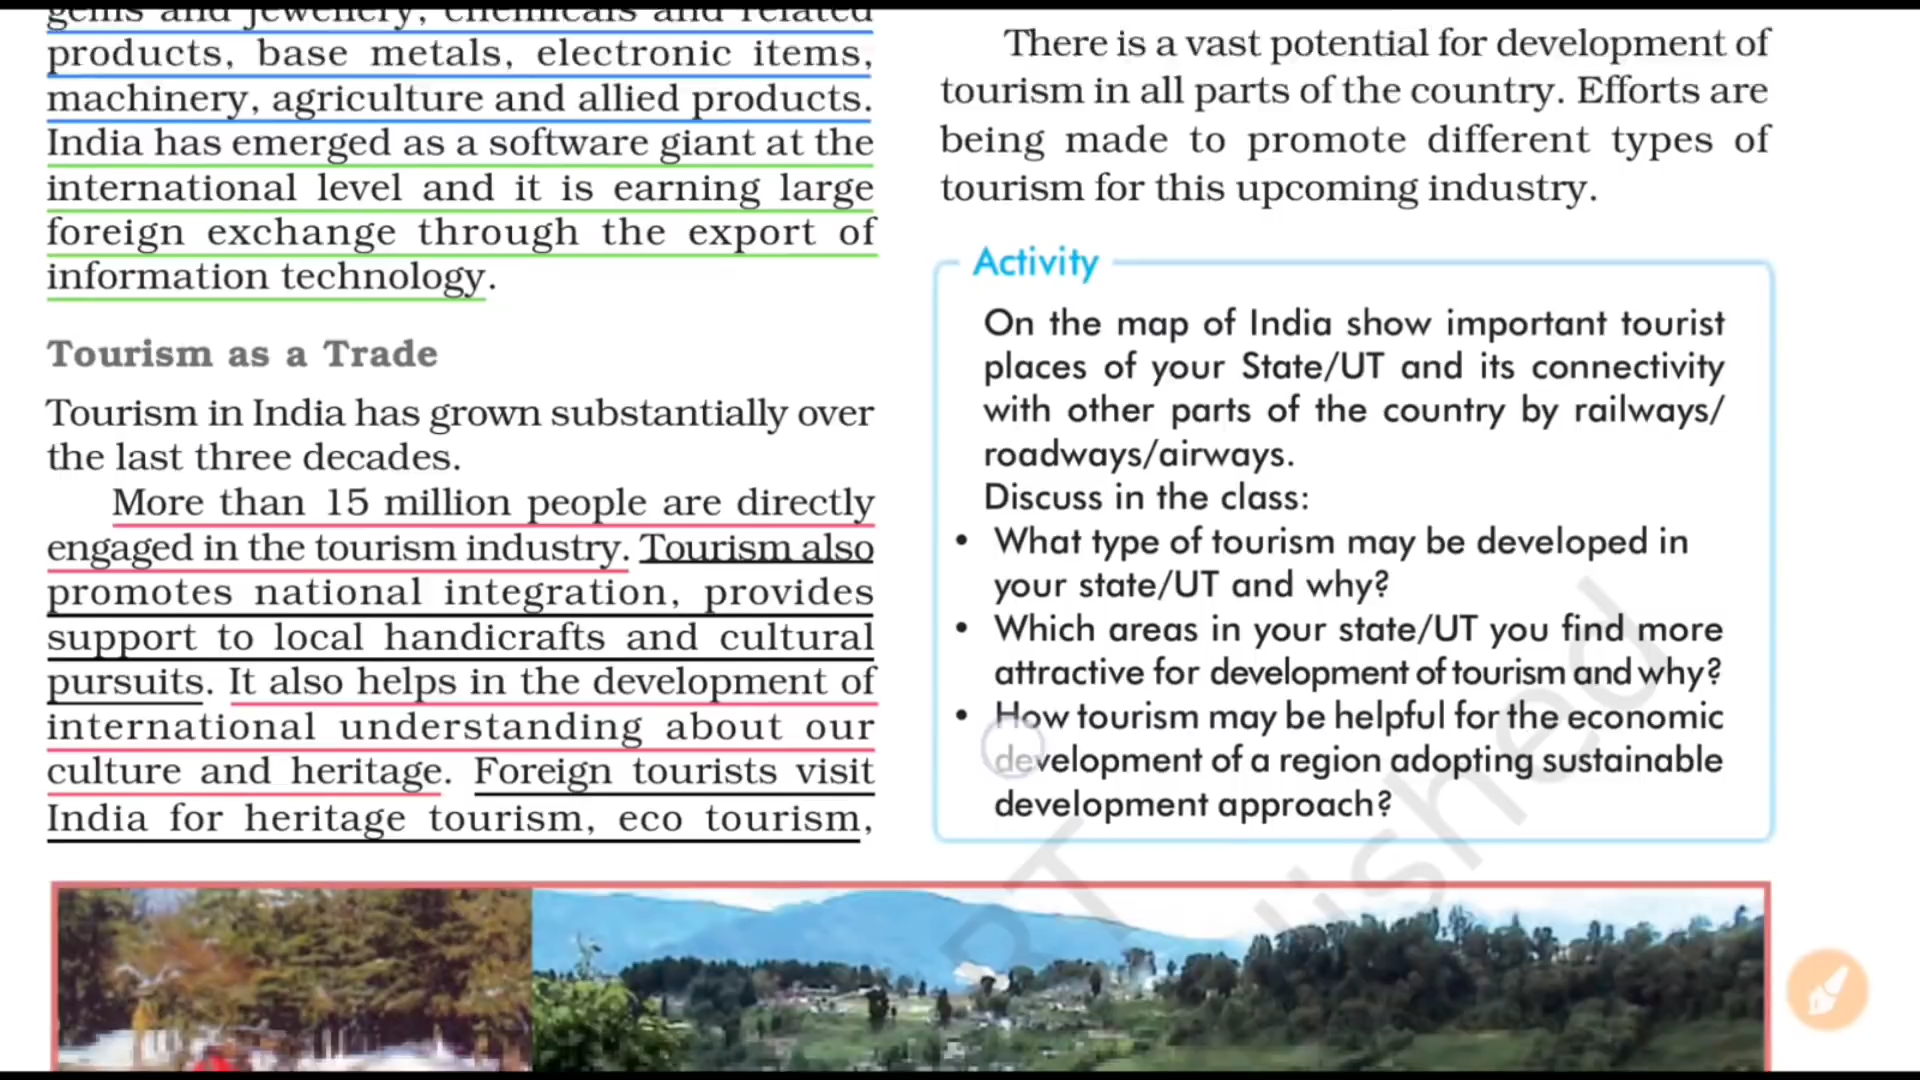 gems and jewellery, chemicals and related
products, base metals, electronic items,
machinery, agriculture and allied products.
India has emerged as a software giant at the
international level and it is earning large
foreign exchange through the export of
information technology.
Tourism as a Trade
Tourism in India has grown substantially over
the last three decades.
More than 15 million people are directly
engaged in the tourism industry. Tourism also
promotes national integration, provides
support to local handicrafts and cultural
pursuits. It also helps in the development of
international understanding about our
culture and heritage. Foreign tourists visit
India for heritage tourism, eco tourism,
There is a vast potential for development of
tourism in all parts of the country. Efforts are
being made to promote different types of
tourism for this upcoming industry.
Activity
On the map of India show important tourist
places of your State/UT and its connectivity
with other parts of the country by railways/
roadways/airways.
Discuss in the class:
• What type of tourism may be developed in
your state/UT and why?
• Which areas in your state/UT you find more
attractive for development of tourism and why?
• How tourism may be helpful for the economic
development of a region adopting sustainable
development approach?